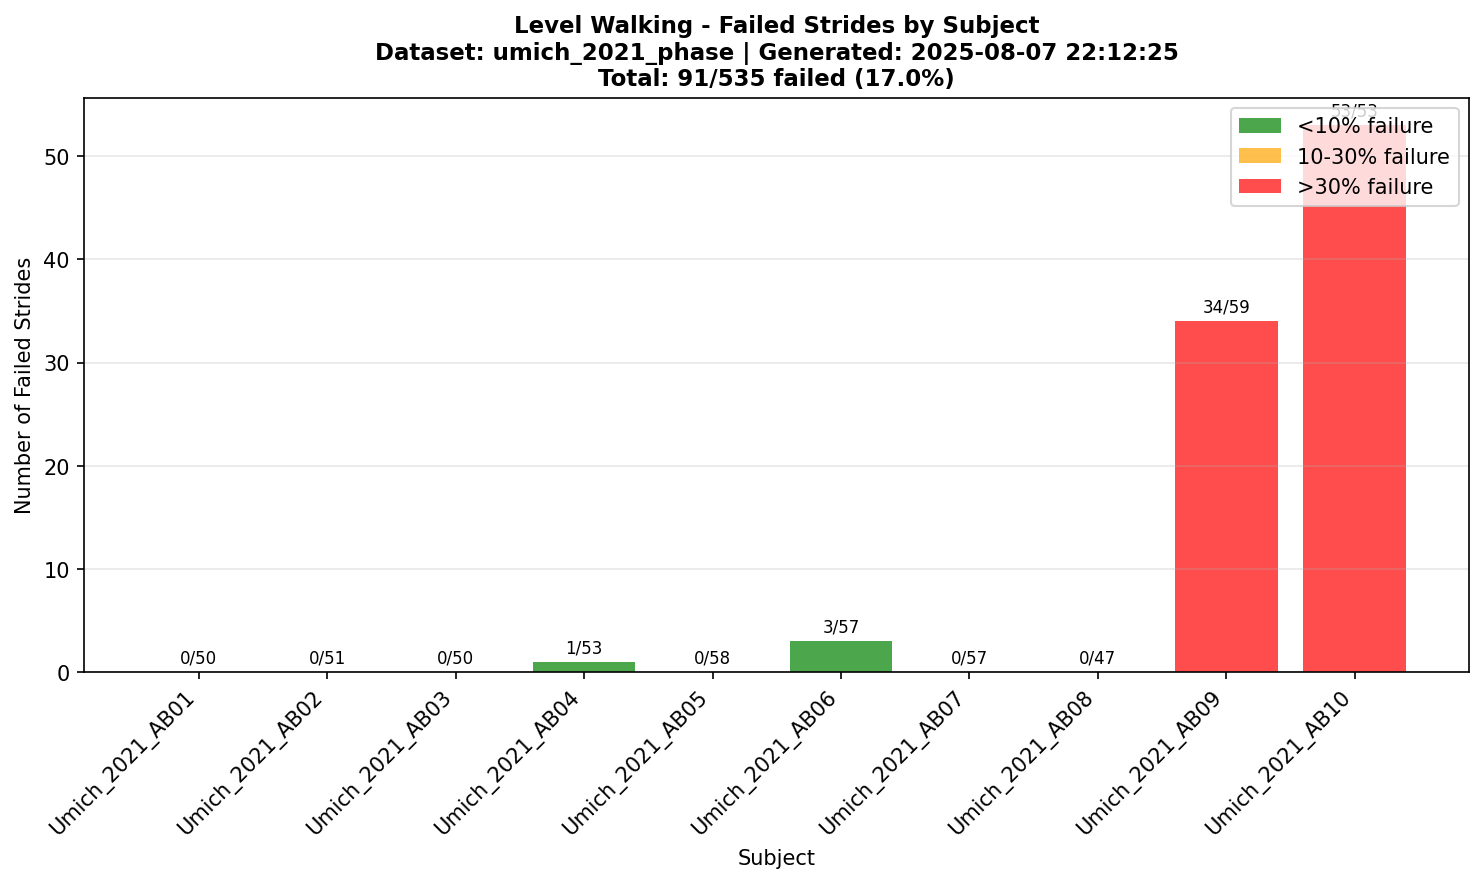 Level Walking - Failed Strides by Subject
Dataset: umich_2021_phase | Generated: 2025-08-07 22:12:25
Total: 91/535 failed (17.0%)
53/53
<10% failure
10-30% failure
>30% failure
50
40
30
20
10
0
Number of Failed Strides
34/59
3/57
1/53
0/50
0/51
0/50
0/58
0/57
0/47
Umich_2021_AB01
Umich_2021_AB02
Umich_2021_AB03
Umich_2021_AB04
Umich_2021_AB05
Umich_2021_AB06
Umich_2021_AB07
Umich_2021_AB08
Umich_2021_AB09
Umich_2021_AB10
Subject